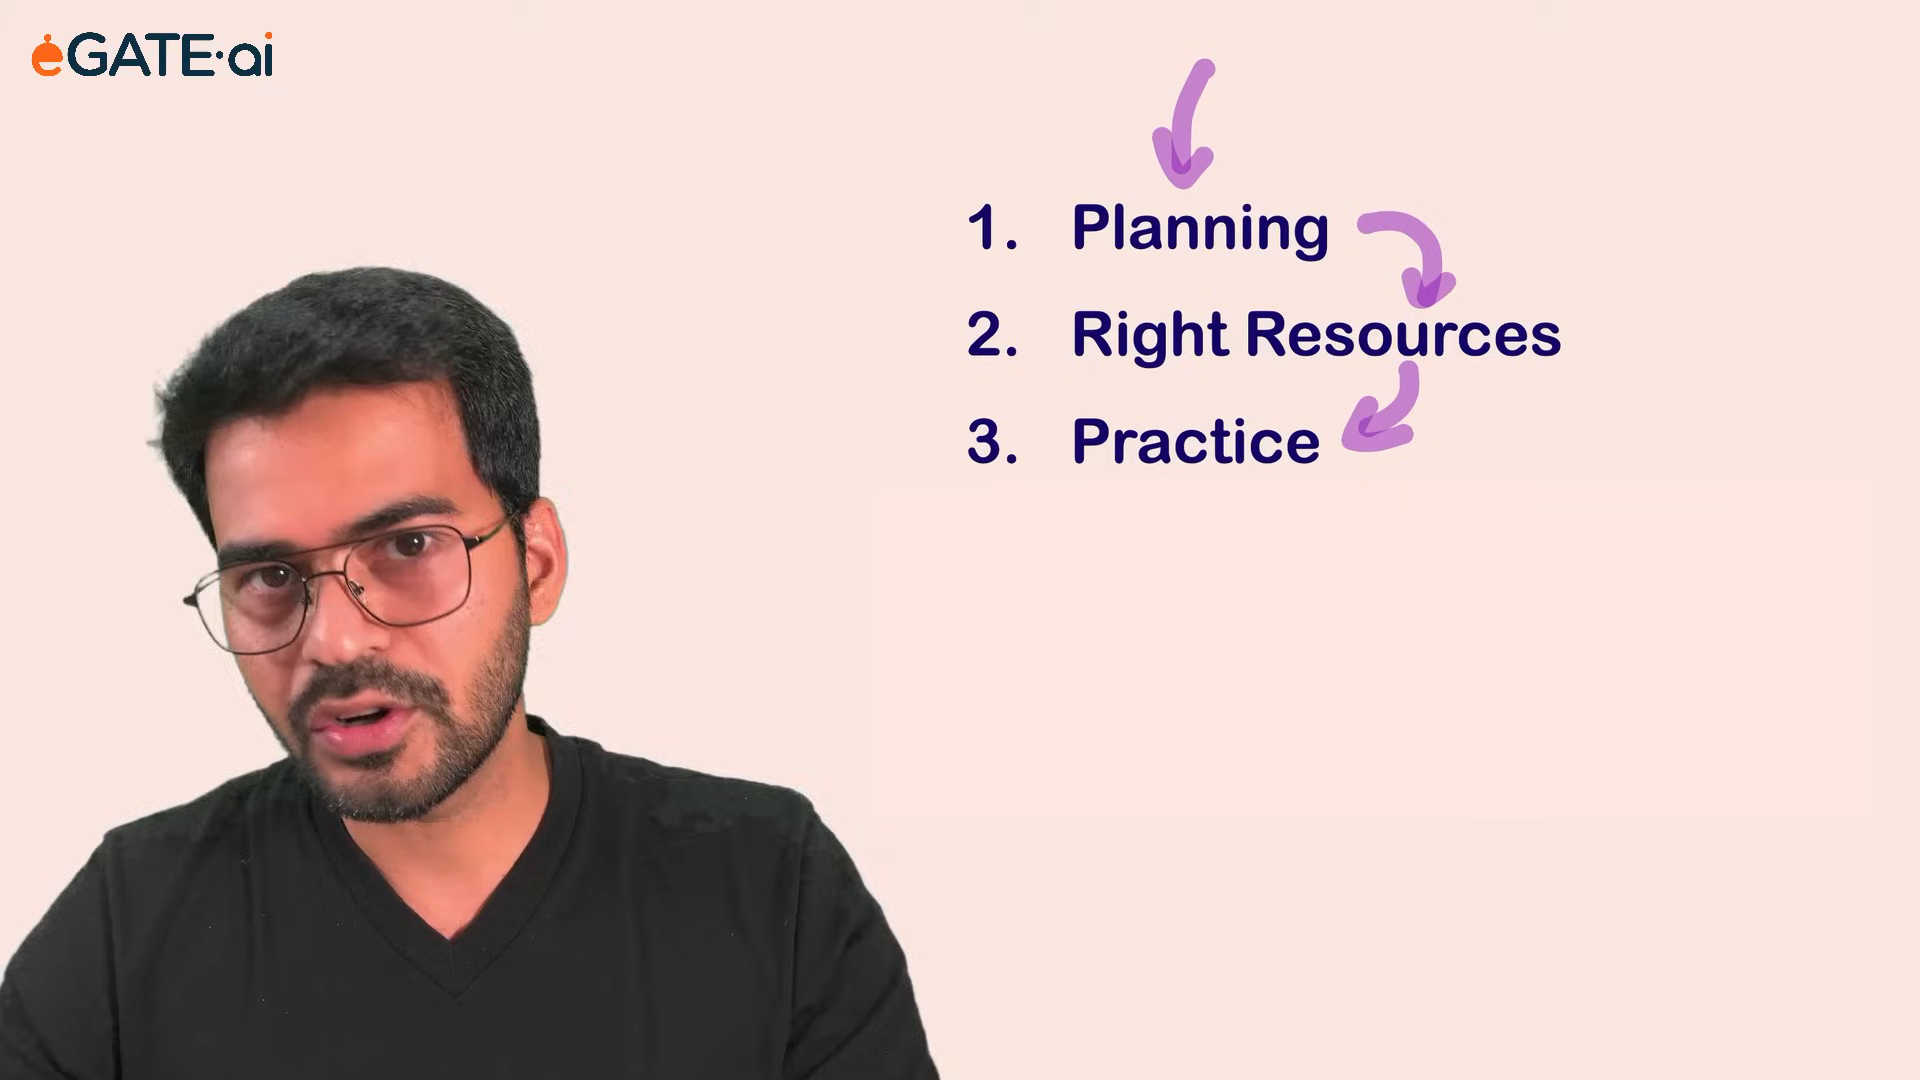 eGATE·ai
1. Planning
2. Right Resources
3. Practice